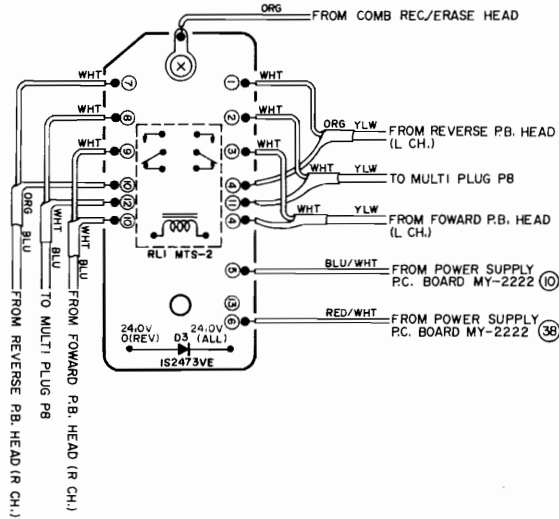 ORG
FROM COMB REC/ERASE HEAD
WHT
7
1
WHT
WHT
8
2
WHT
ORG
YLW
FROM REVERSE P.B. HEAD
(L CH.)
WHT
9
3
WHT
10
4
WHT
YLW
TO MULTI PLUG P8
12
11
WHT
4
WHT
YLW
FROM FOWARD P.B. HEAD
(L CH.)
RL1 MTS-2
5
BLU/WHT
FROM POWER SUPPLY
P.C. BOARD MY-2222 10
13
6
RED/WHT
FROM POWER SUPPLY
P.C. BOARD MY-2222 38
24.0V
0(REV)
D3
24.0V
(ALL)
1S2473VE
ORG
BLU
WHT
BLU
WHT
BLU
FROM REVERSE P.B. HEAD (R CH.)
TO MULTI PLUG P8
FROM FOWARD P.B. HEAD (R CH.)